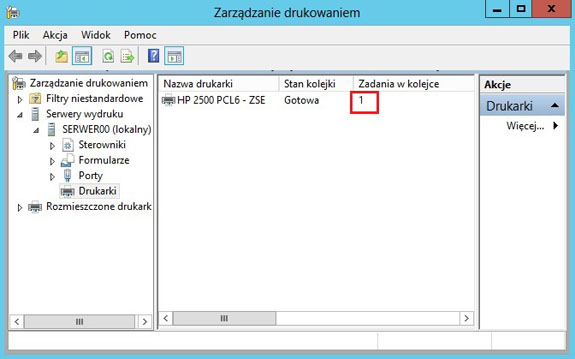 Zarządzanie drukowaniem
Plik Akcja Widok Pomoc
Zarządzanie drukowaniem
Filtry niestandardowe
Serwery wydruku
SERWER00 (lokalny)
Sterowniki
Formularze
Porty
Drukarki
Rozmieszczone drukark
Nazwa drukarki Stan kolejki Zadania w kolejce
HP 2500 PCL6 - ZSE Gotowa 1
Akcje
Drukarki
Więcej...